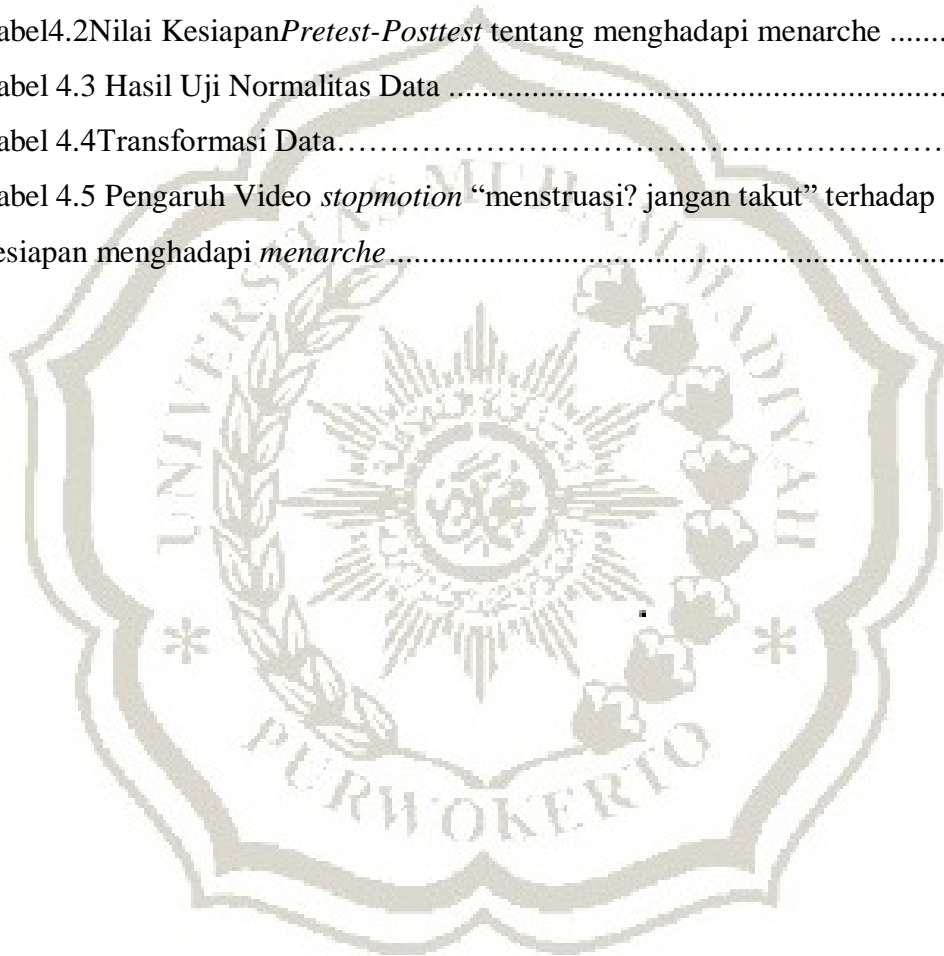 abel4.2Nilai KesiapanPretest-Posttest tentang menghadapi menarche .......
abel 4.3 Hasil Uji Normalitas Data ................................................................
abel 4.4Transformasi Data……………………………………………………
abel 4.5 Pengaruh Video stopmotion “menstruasi? jangan takut” terhadap
esiapan menghadapi menarche......................................................................
UNIVERSITAS MUHAMMADIYAH
* PURWOKERTO *